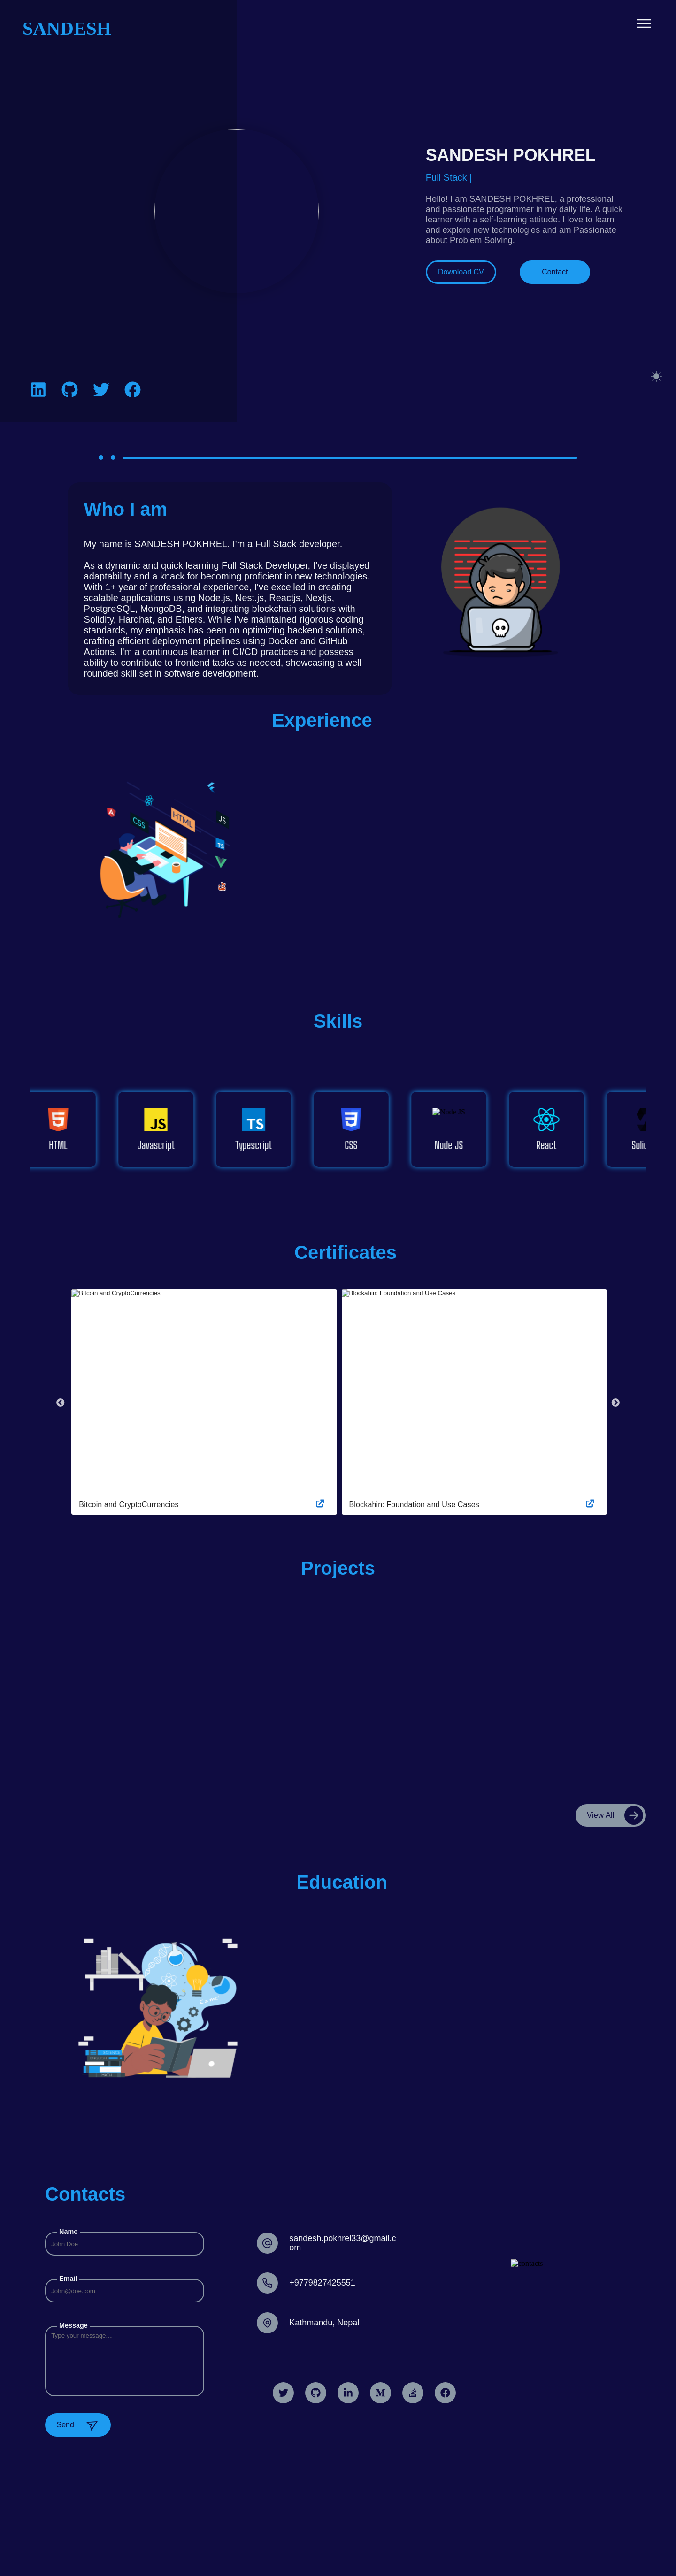 SANDESH
SANDESH POKHREL
Full Stack |
Hello! I am SANDESH POKHREL, a professional
and passionate programmer in my daily life. A quick
learner with a self-learning attitude. I love to learn
and explore new technologies and am Passionate
about Problem Solving.
Download CV
Contact
Who I am
My name is SANDESH POKHREL. I'm a Full Stack developer.
As a dynamic and quick learning Full Stack Developer, I've displayed
adaptability and a knack for becoming proficient in new technologies.
With 1+ year of professional experience, I've excelled in creating
scalable applications using Node.js, Nest.js, Reactjs, Nextjs,
PostgreSQL, MongoDB, and integrating blockchain solutions with
Solidity, Hardhat, and Ethers. While I've maintained rigorous coding
standards, my emphasis has been on optimizing backend solutions,
crafting efficient deployment pipelines using Docker and GitHub
Actions. I'm a continuous learner in CI/CD practices and possess
ability to contribute to frontend tasks as needed, showcasing a well-
rounded skill set in software development.
Experience
HTML
JS
CSS
TS
Skills
JS
TS
HTML
Javascript
Typescript
CSS
Node JS
React
Solid
Certificates
Bitcoin and CryptoCurrencies
Blockahin: Foundation and Use Cases
Bitcoin and CryptoCurrencies
Blockahin: Foundation and Use Cases
Projects
View All
Education
Contacts
Name
John Doe
Email
John@doe.com
Message
Type your message....
Send
sandesh.pokhrel33@gmail.c
om
+9779827425551
Kathmandu, Nepal